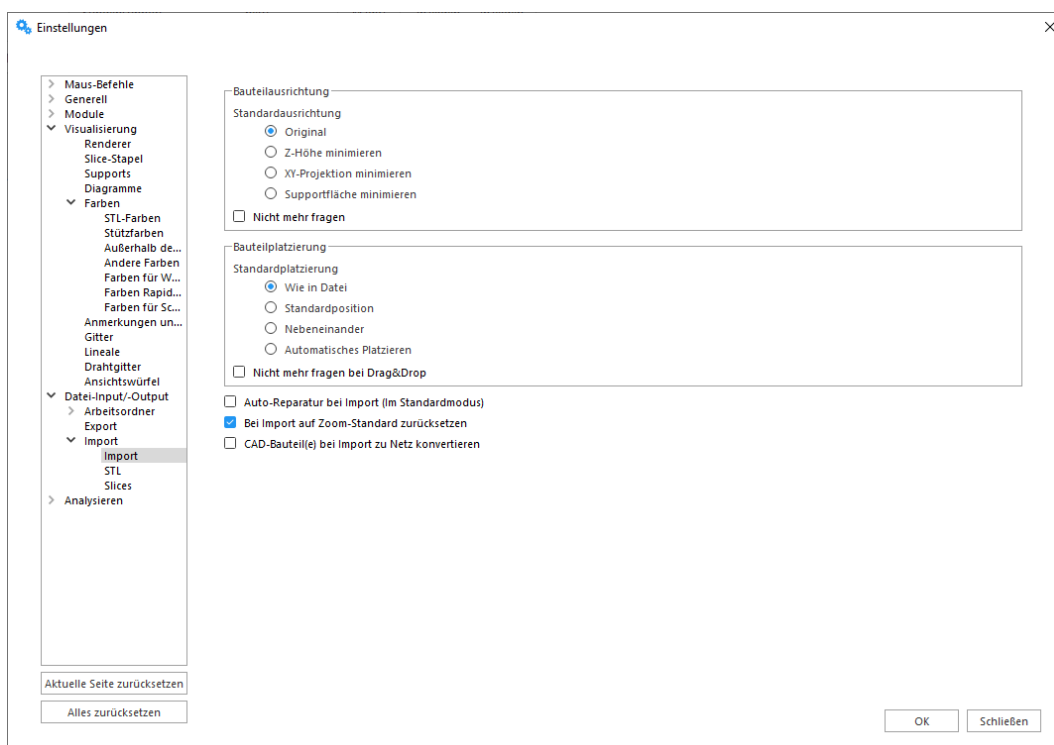 Einstellungen
Maus-Befehle
Generell
Module
Visualisierung
Renderer
Slice-Stapel
Supports
Diagramme
Farben
STL-Farben
Stützfarben
Außerhalb de...
Andere Farben
Farben für W...
Farben Rapid...
Farben für Sc...
Anmerkungen un...
Gitter
Lineale
Drahtgitter
Ansichtswürfel
Datei-Input/-Output
Arbeitsordner
Export
Import
Import
STL
Slices
Analysieren
Aktuelle Seite zurücksetzen
Alles zurücksetzen
Bauteilausrichtung
Standardausrichtung
Original
Z-Höhe minimieren
XY-Projektion minimieren
Supportfläche minimieren
Nicht mehr fragen
Bauteilplatzierung
Standardplatzierung
Wie in Datei
Standardposition
Nebeneinander
Automatisches Platzieren
Nicht mehr fragen bei Drag&Drop
Auto-Reparatur bei Import (Im Standardmodus)
Bei Import auf Zoom-Standard zurücksetzen
CAD-Bauteil(e) bei Import zu Netz konvertieren
OK
Schließen